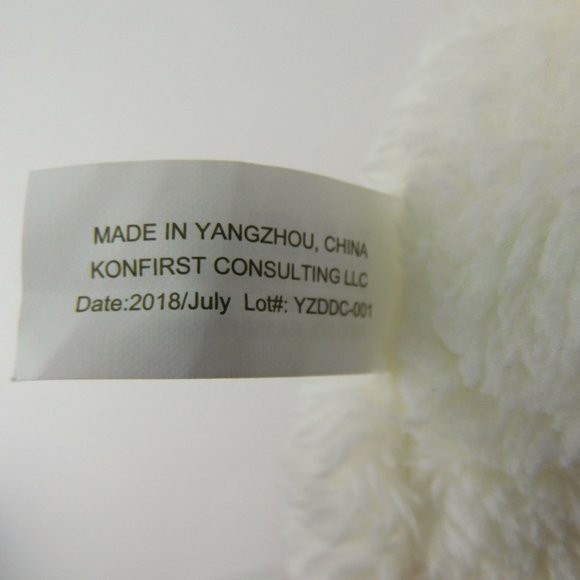 MADE IN YANGZHOU, CHINA
KONFIRST CONSULTING LLC
Date:2018/July Lot#: YZDDC-001